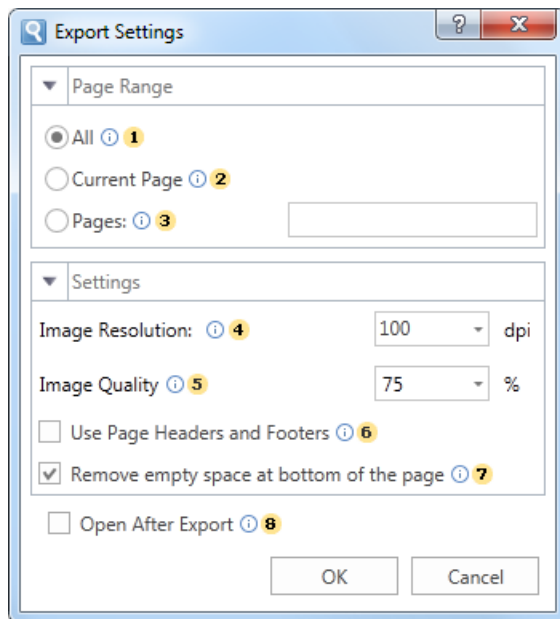 Export Settings
Page Range
All 1
Current Page 2
Pages: 3
Settings
Image Resolution: 4 100 dpi
Image Quality 5 75 %
Use Page Headers and Footers 6
Remove empty space at bottom of the page 7
Open After Export 8
OK Cancel